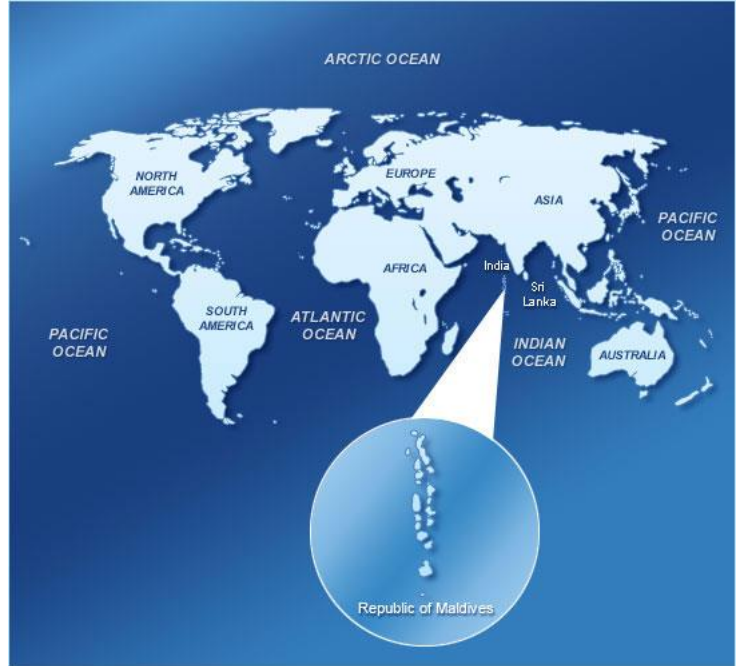 ARCTIC OCEAN
NORTH
AMERICA
EUROPE
ASIA
PACIFIC
OCEAN
India
AFRICA
Sri
Lanka
SOUTH
AMERICA
ATLANTIC
OCEAN
PACIFIC
OCEAN
INDIAN
OCEAN
AUSTRALIA
Republic of Maldives